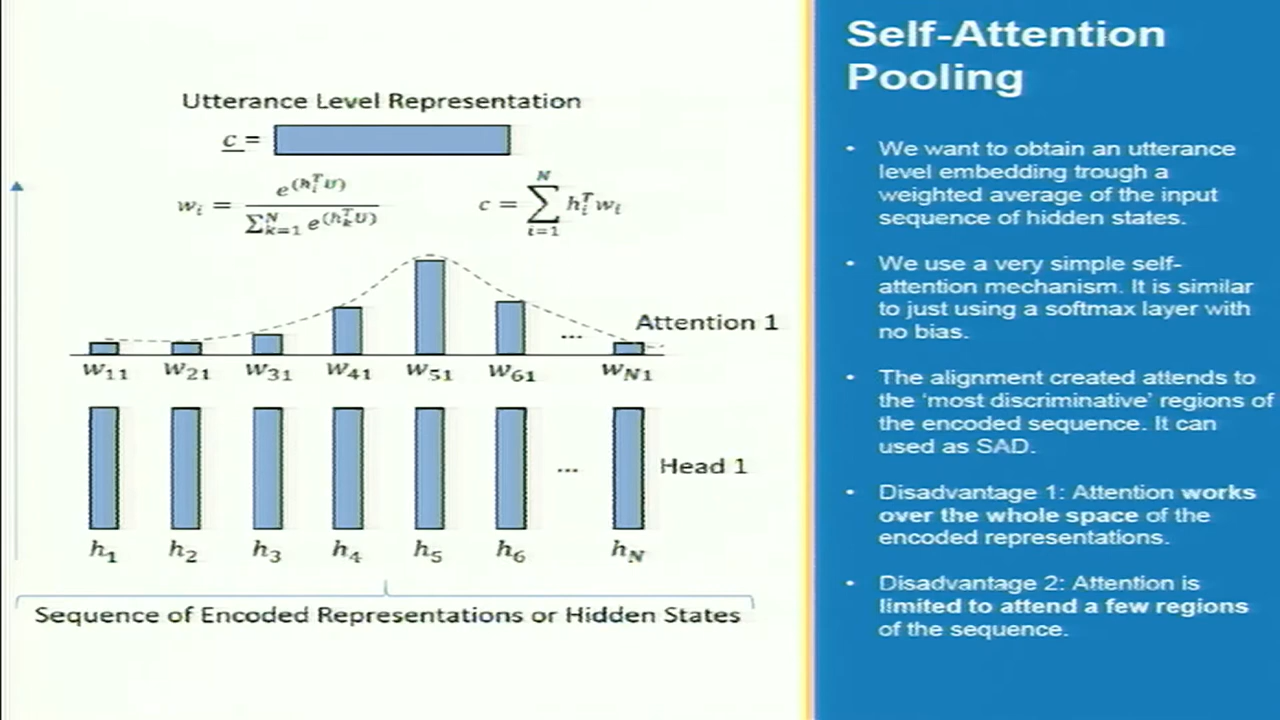 Self-Attention
Pooling
Utterance Level Representation
c =
w_i = e^(h_i^T U) / Σ_{k=1}^N e^(h_k^T U)
c = Σ_{i=1}^N h_i^T w_i
Attention 1
w_11 w_21 w_31 w_41 w_51 w_61 ... w_N1
Head 1
...
h_1 h_2 h_3 h_4 h_5 h_6 h_N
Sequence of Encoded Representations or Hidden States
• We want to obtain an utterance
level embedding trough a
weighted average of the input
sequence of hidden states.
• We use a very simple self-
attention mechanism. It is similar
to just using a softmax layer with
no bias.
• The alignment created attends to
the ‘most discriminative’ regions of
the encoded sequence. It can
used as SAD.
• Disadvantage 1: Attention works
over the whole space of the
encoded representations.
• Disadvantage 2: Attention is
limited to attend a few regions
of the sequence.